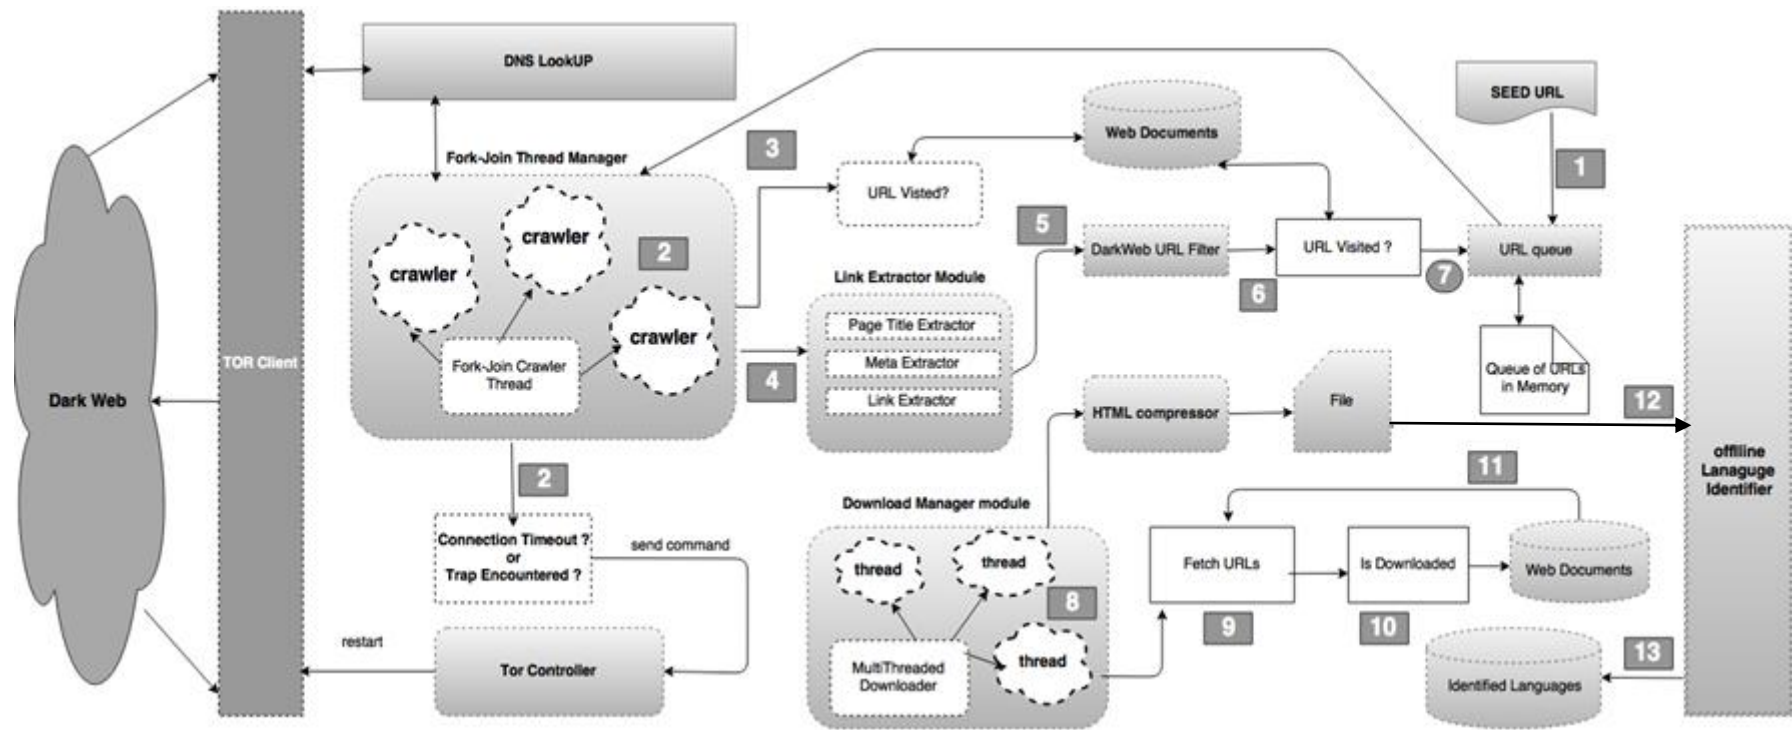 DNS LookUP
SEED URL
3
Web Documents
1
Fork-Join Thread Manager
URL Visted?
crawler
crawler
2
5
DarkWeb URL Filter
URL Visited ?
URL queue
6
7
Link Extractor Module
crawler
Page Title Extractor
Meta Extractor
Link Extractor
TOR Client
Fork-Join Crawler
Thread
4
Queue of URLs
in Memory
Dark Web
HTML compressor
File
12
offlline
Lanaguge
Identifier
2
11
Download Manager module
Connection Timeout ?
or
Trap Encountered ?
send command
thread
thread
8
Fetch URLs
Is Downloaded
Web Documents
9
10
restart
Tor Controller
MultiThreaded
Downloader
thread
13
Identified Languages